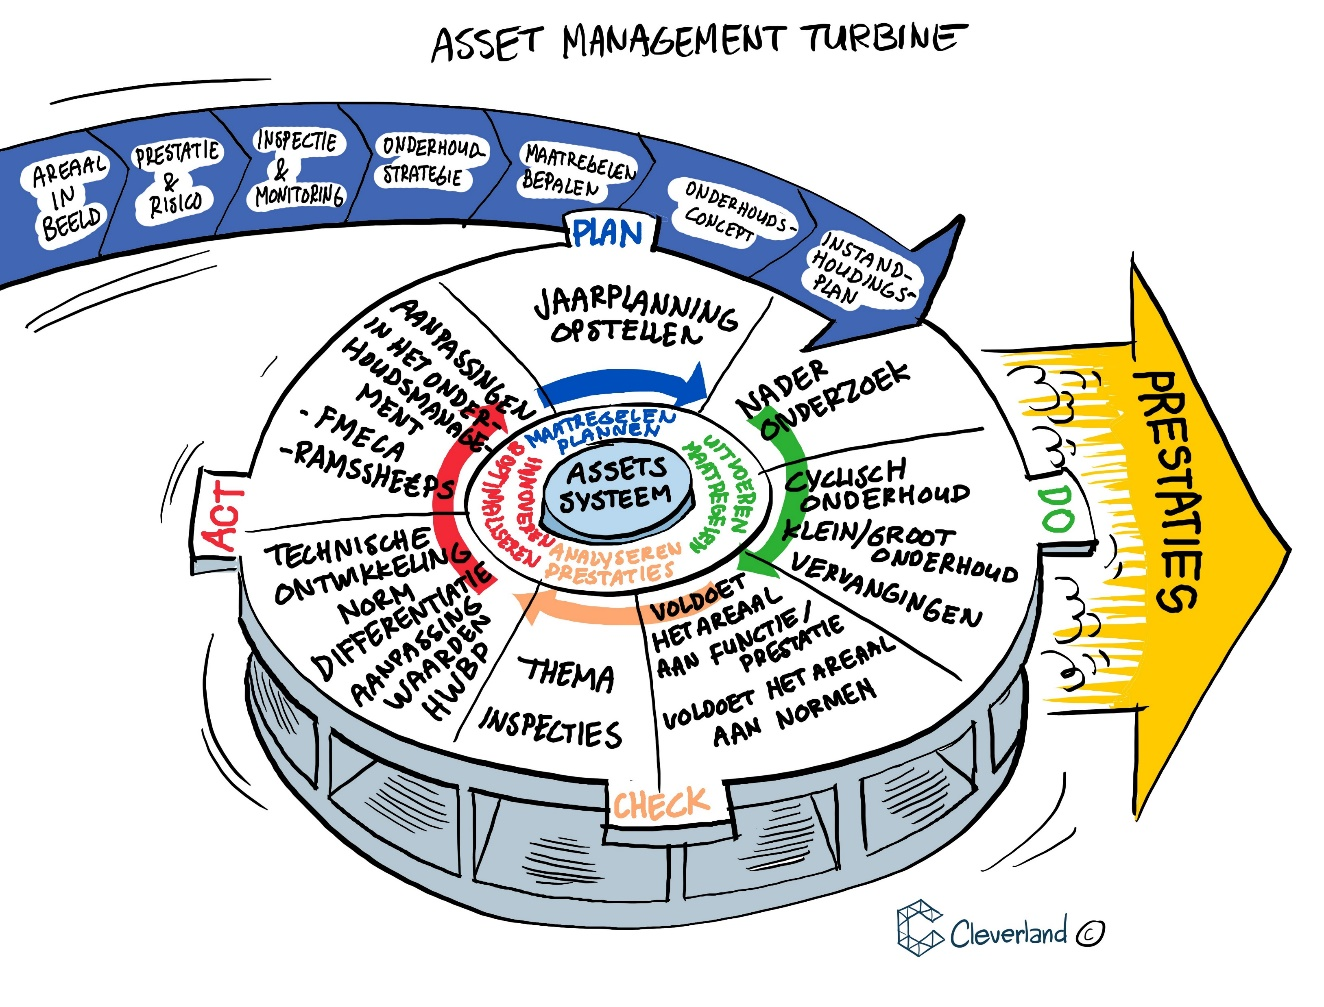 ASSET MANAGEMENT TURBINE
AREAAL
IN
BEELD
PRESTATIE
&
RISICO
INSPECTIE
&
MONITORING
ONDERHOUD
STRATEGIE
MAATREGELEN
BEPALEN
ONDERHOUDS-
CONCEPT
INSTAND-
HOUDINGS-
PLAN
PLAN
JAARPLANNING
OPSTELLEN
NADER
ONDERZOEK
CYCLISCH
ONDERHOUD
KLEIN/GROOT
ONDERHOUD
VERVANGINGEN
DO
VOLDOET
HET AREAAL
AAN FUNCTIE/
PRESTATIE
VOLDOET HET AREAAL
AAN NORMEN
CHECK
THEMA
INSPECTIES
TECHNISCHE
ONTWIKKELING
NORM
DIFFERENTIATIE
AANPASSING
WAARDEN
HWBP
ACT
AANPASSINGEN
IN HET ONDER-
HOUDSMANAGE-
MENT
- FMECA
- RAMSSHEEPS
MAATREGELEN
PLANNEN
UITVOEREN
MAATREGELEN
ANALYSEREN
PRESTATIES
INNOVEREN
ASSETS
SYSTEEM
PRESTATIES
Cleverland ©